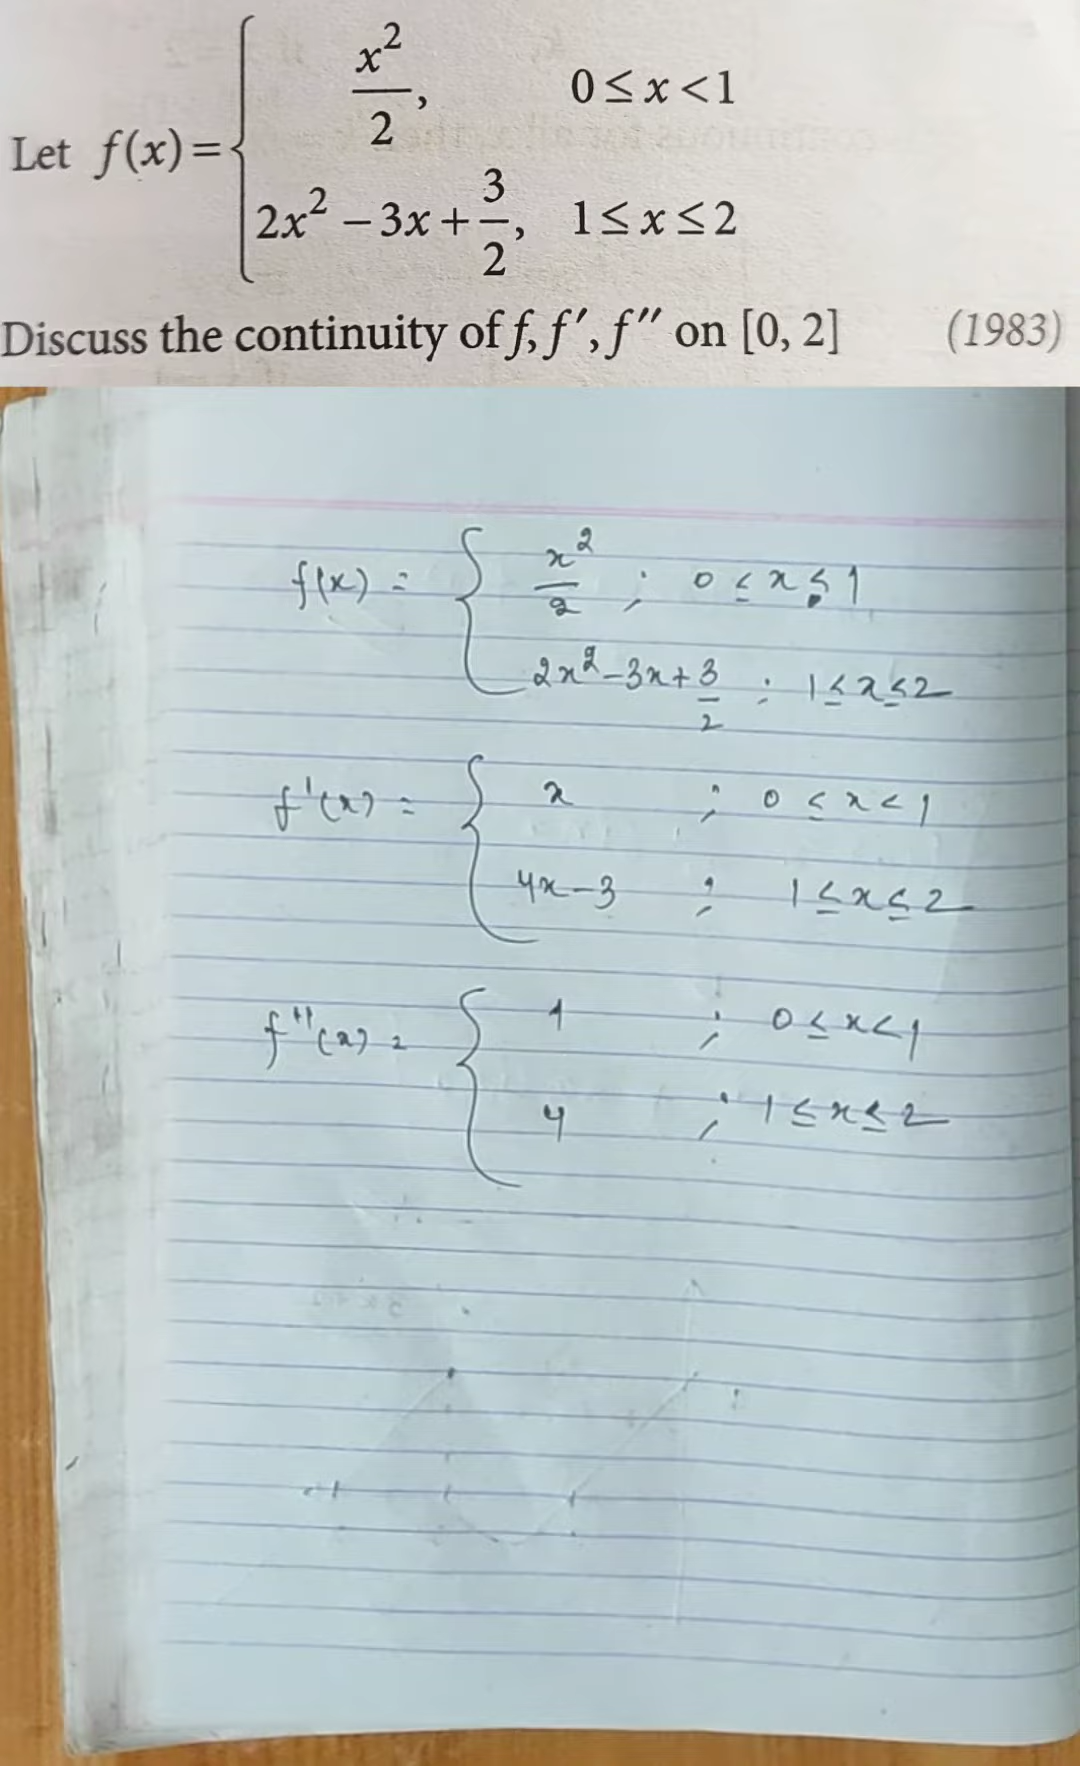 Let f(x) = { x²/2, 0 ≤ x < 1
2x² − 3x + 3/2, 1 ≤ x ≤ 2
Discuss the continuity of f, f′, f″ on [0, 2] (1983)
f(x) = { x²/2 ; 0 ≤ x ≤ 1
2x² − 3x + 3/2 ; 1 ≤ x ≤ 2
f'(x) = { x ; 0 ≤ x < 1
4x − 3 ; 1 ≤ x ≤ 2
f''(x) = { 1 ; 0 ≤ x < 1
4 ; 1 ≤ x ≤ 2